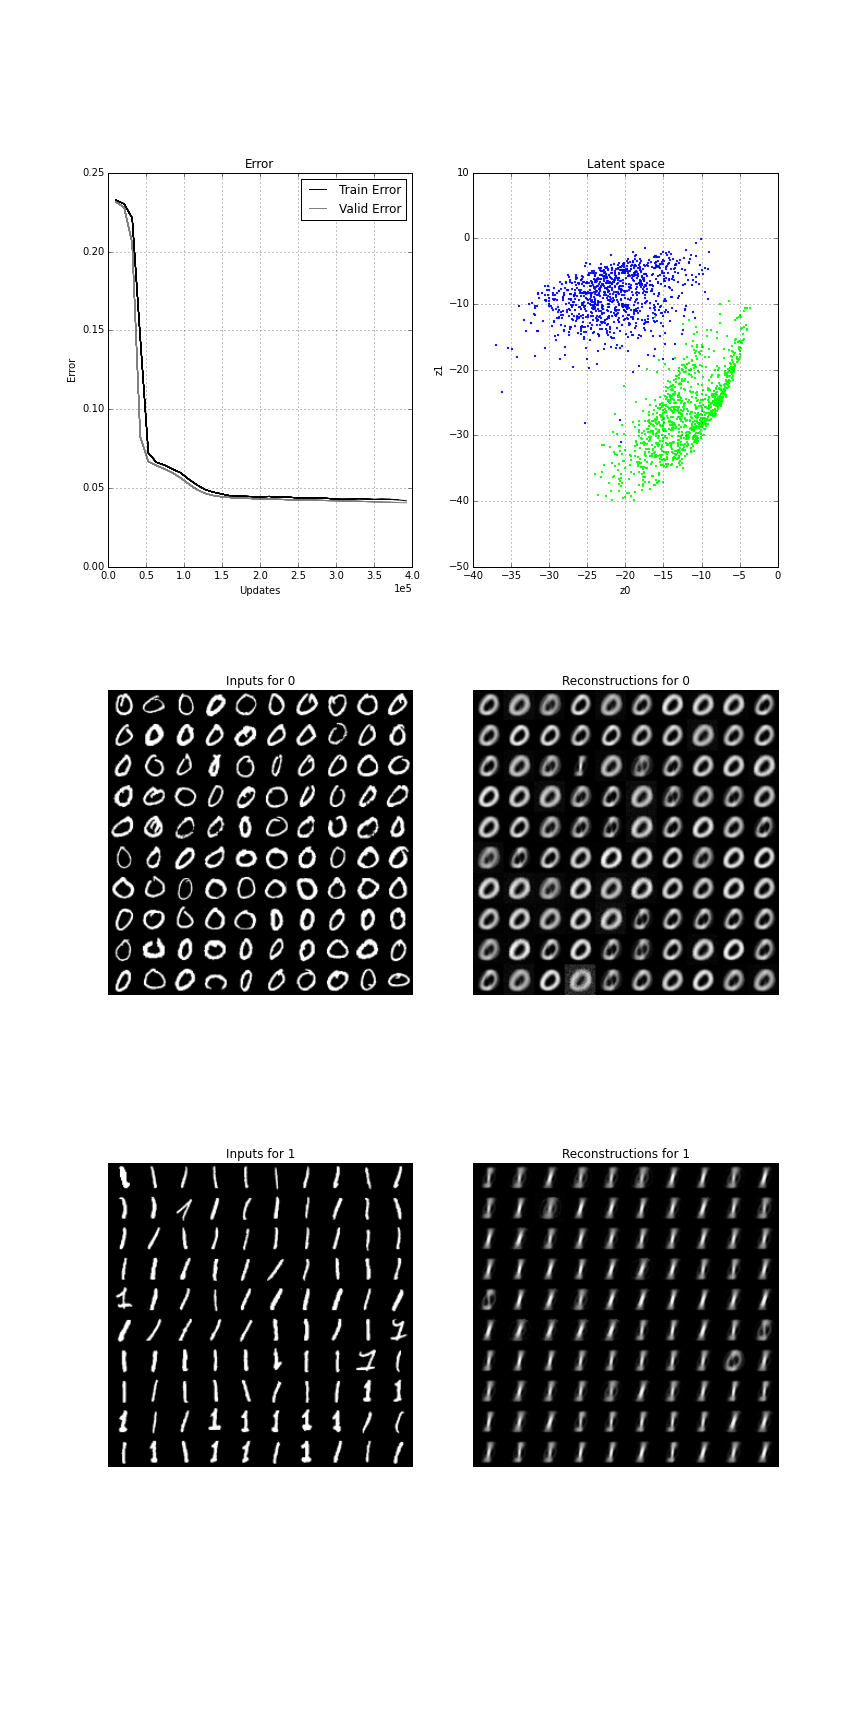 Error
Latent space
0.25
0.20
0.15
0.10
0.05
0.00
Error
Train Error
Valid Error
0.0 0.5 1.0 1.5 2.0 2.5 3.0 3.5 4.0
1e5
Updates
10
0
−10
−20
−30
−40
−50
z1
−40 −35 −30 −25 −20 −15 −10 −5 0
z0
Inputs for 0
Reconstructions for 0
Inputs for 1
Reconstructions for 1